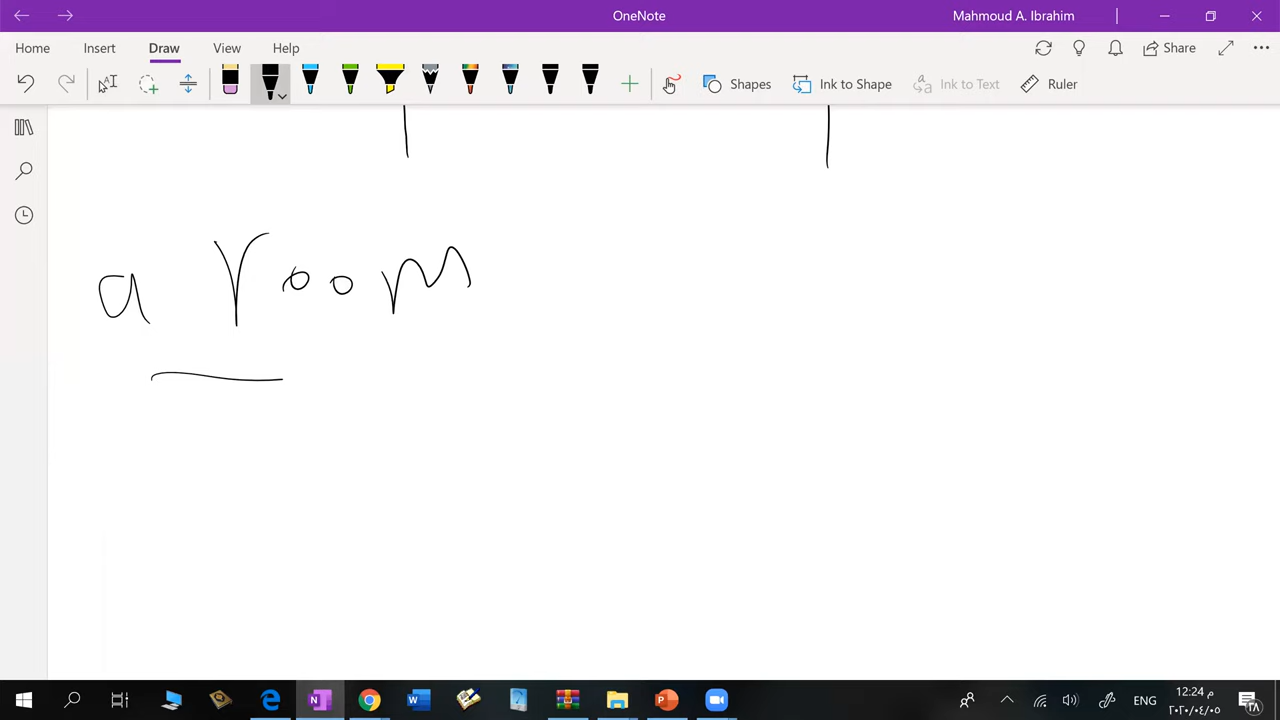 OneNote
Mahmoud A. Ibrahim
Home Insert Draw View Help
Share
Shapes
Ink to Shape
Ink to Text
Ruler
a room
ENG
12:24 م
٢٠٢٠/٠٤/٠٥
٢٨